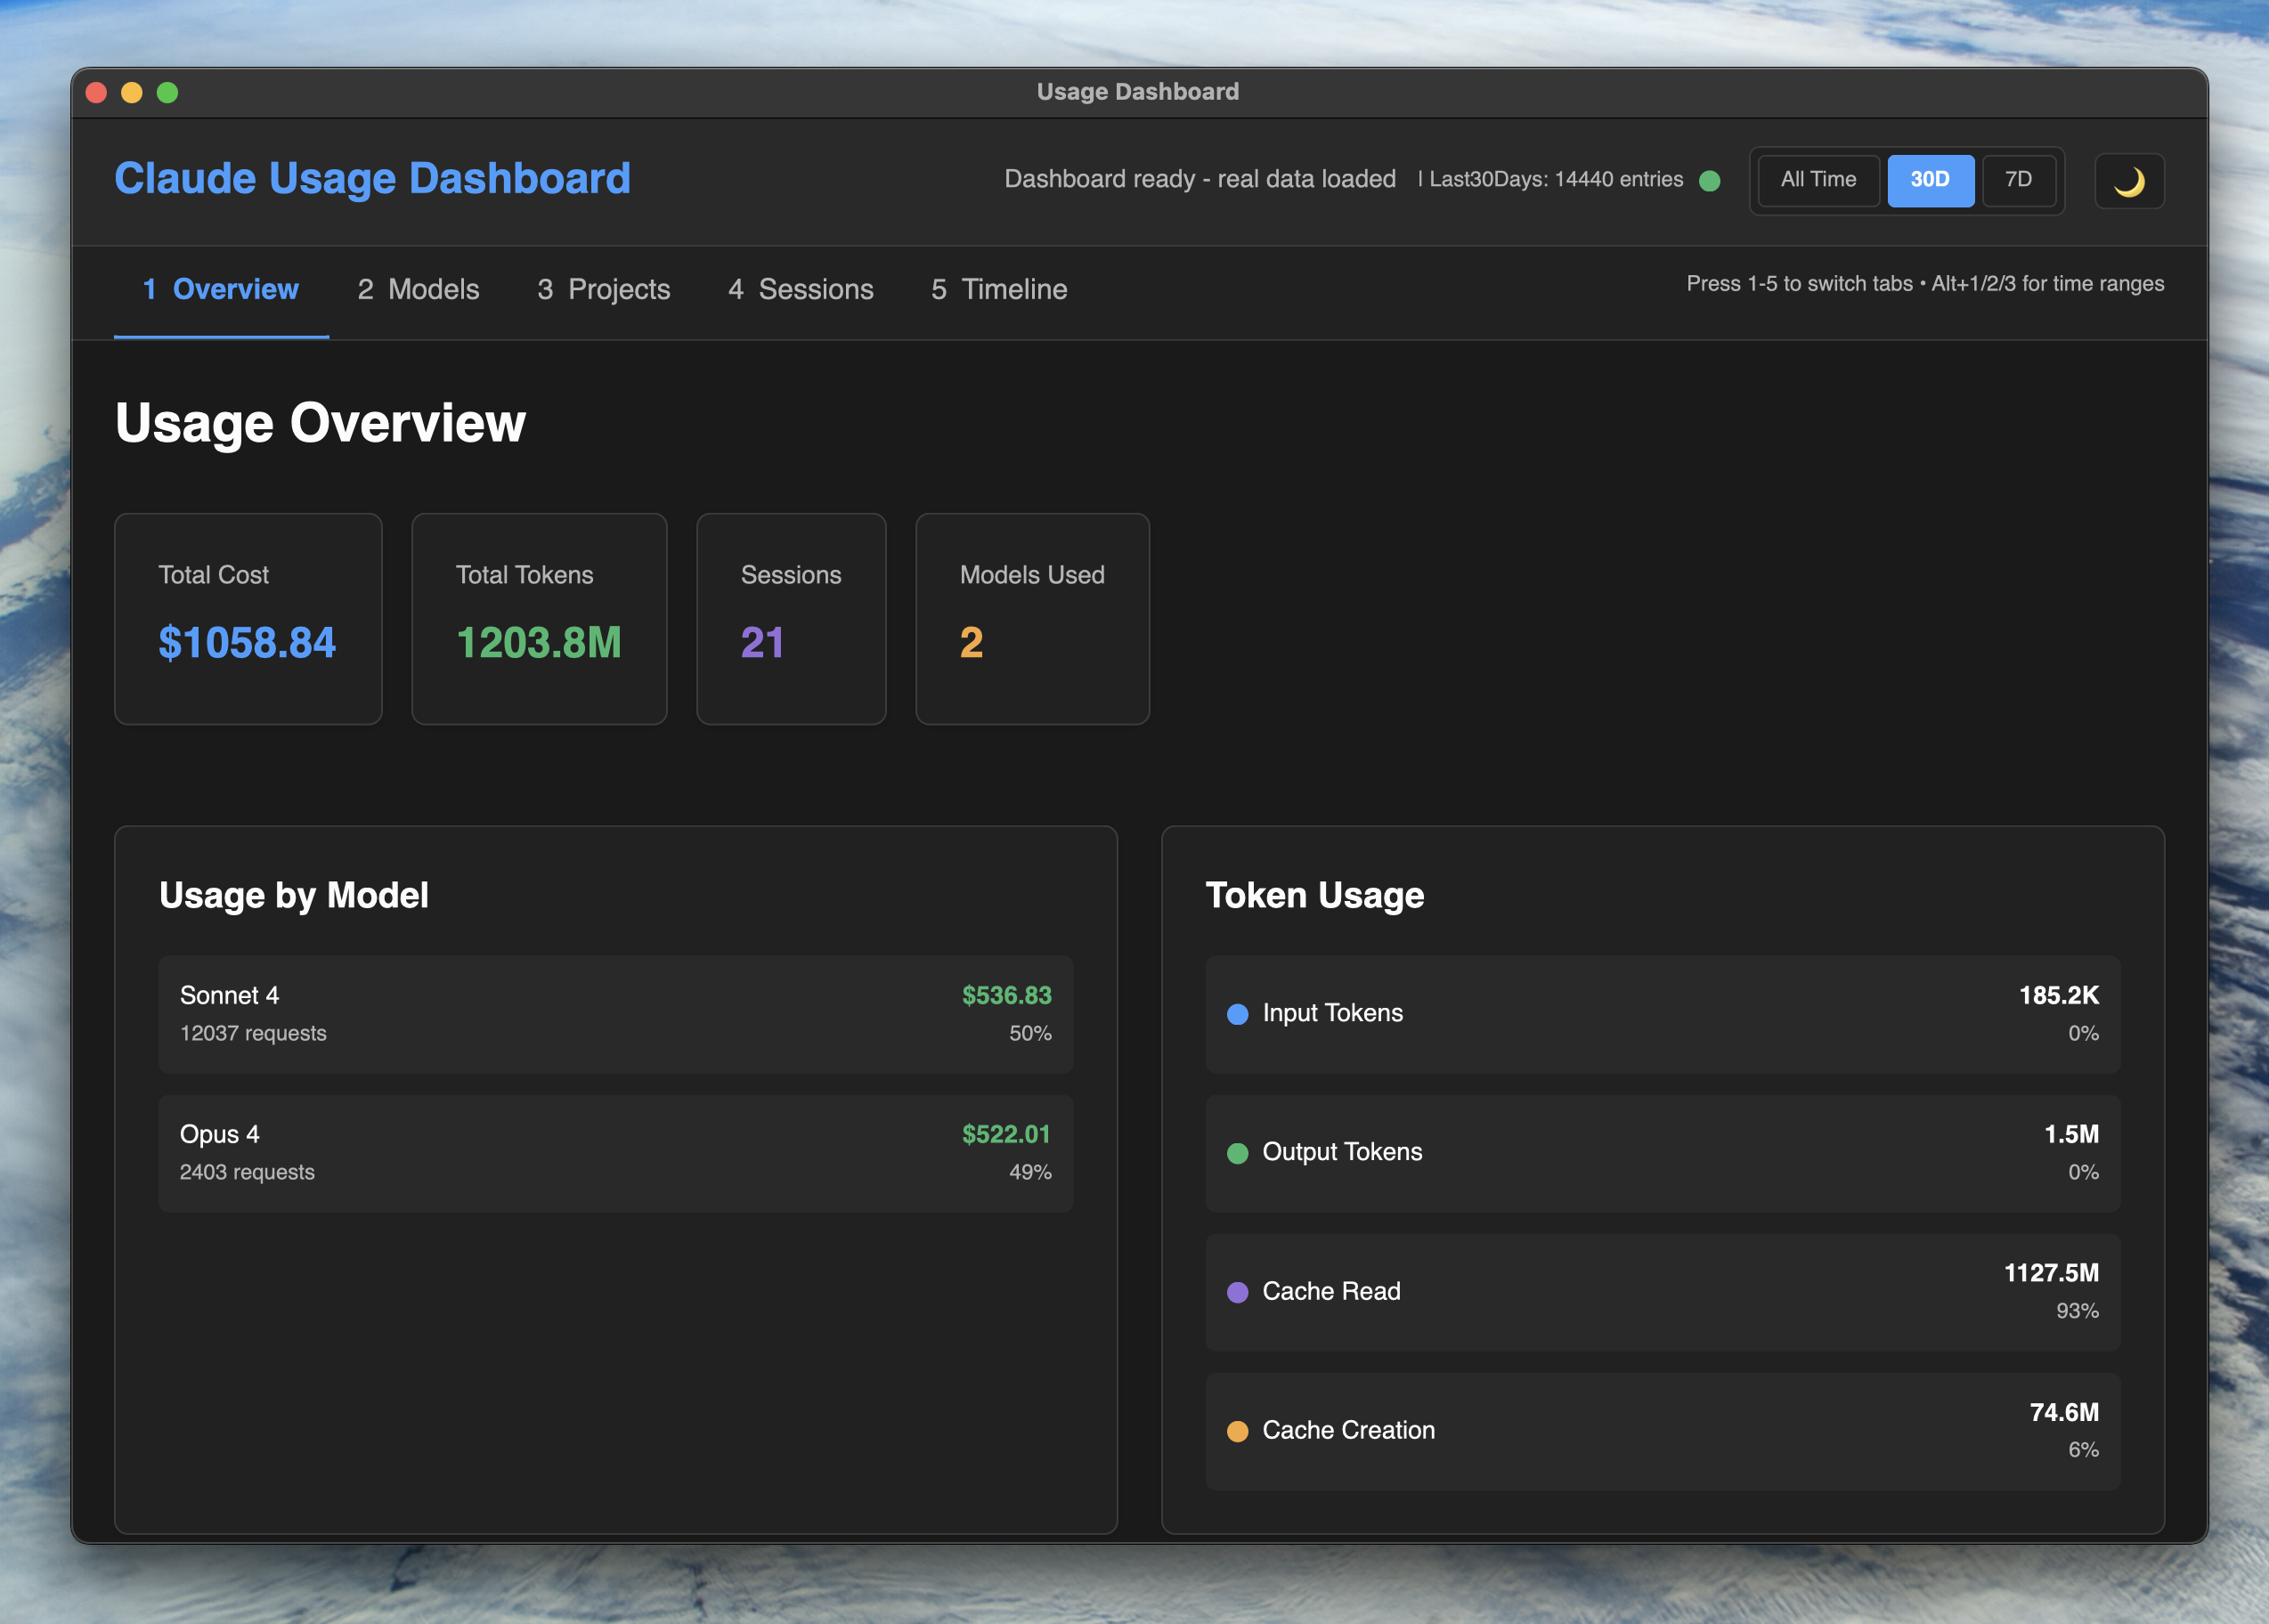 Usage Dashboard
Claude Usage Dashboard
Dashboard ready - real data loaded | Last30Days: 14440 entries
All Time 30D 7D
1 Overview 2 Models 3 Projects 4 Sessions 5 Timeline
Press 1-5 to switch tabs • Alt+1/2/3 for time ranges
Usage Overview
Total Cost
$1058.84
Total Tokens
1203.8M
Sessions
21
Models Used
2
Usage by Model
Sonnet 4 $536.83
12037 requests 50%
Opus 4 $522.01
2403 requests 49%
Token Usage
Input Tokens
185.2K
0%
Output Tokens
1.5M
0%
Cache Read
1127.5M
93%
Cache Creation
74.6M
6%